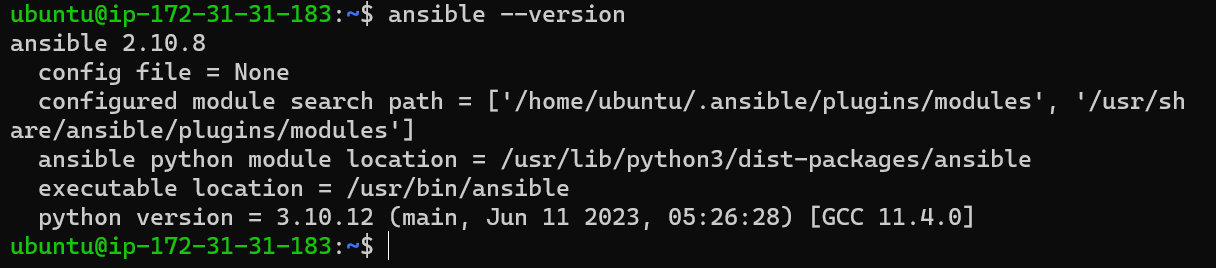 ubuntu@ip-172-31-31-183:~$ ansible --version
ansible 2.10.8
  config file = None
  configured module search path = ['/home/ubuntu/.ansible/plugins/modules', '/usr/sh
are/ansible/plugins/modules']
  ansible python module location = /usr/lib/python3/dist-packages/ansible
  executable location = /usr/bin/ansible
  python version = 3.10.12 (main, Jun 11 2023, 05:26:28) [GCC 11.4.0]
ubuntu@ip-172-31-31-183:~$